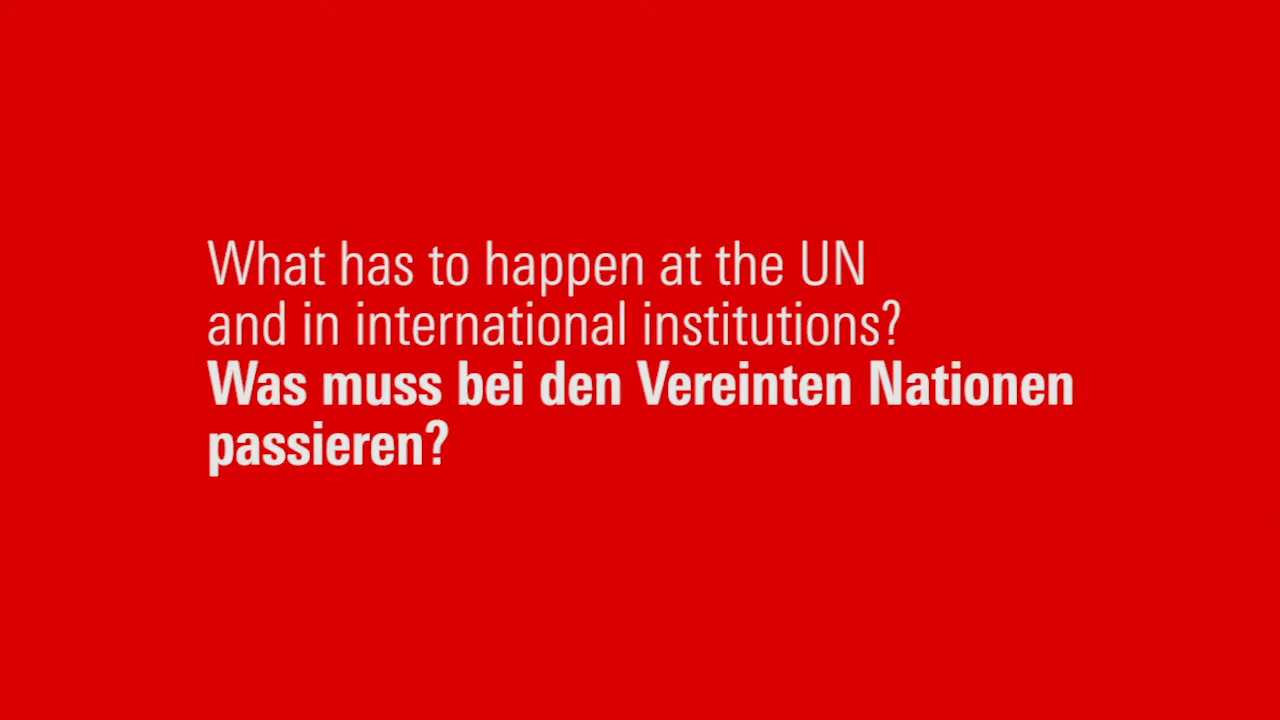 What has to happen at the UN
and in international institutions?
Was muss bei den Vereinten Nationen
passieren?